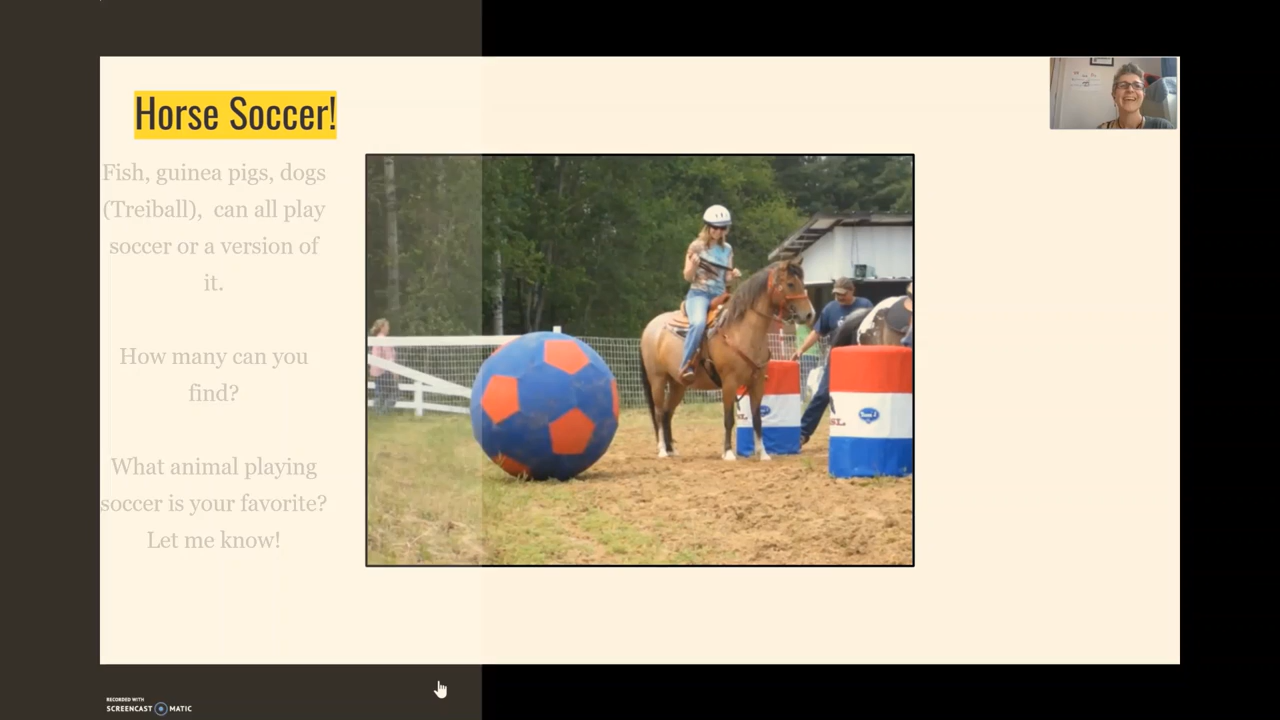 Horse Soccer!
Fish, guinea pigs, dogs
(Treiball), can all play
soccer or a version of
it.
How many can you
find?
What animal playing
soccer is your favorite?
Let me know!
RECORDED WITH
SCREENCAST MATIC